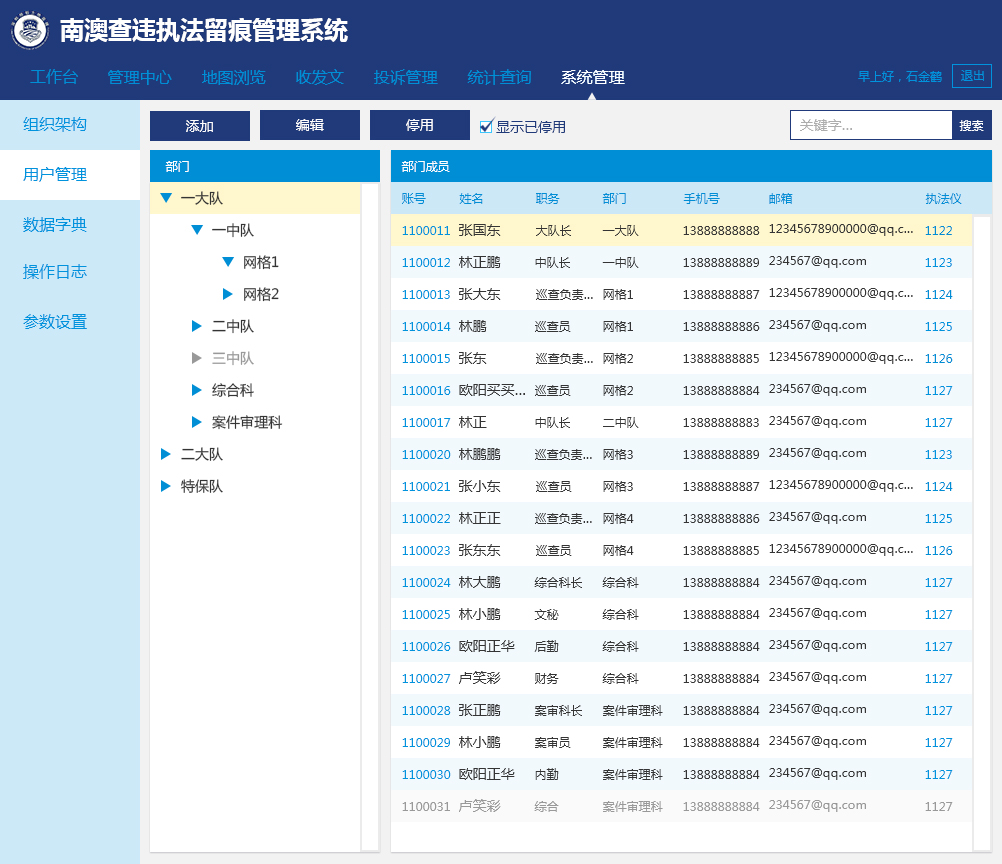 南澳查违执法留痕管理系统
工作台 管理中心 地图浏览 收发文 投诉管理 统计查询 系统管理 早上好，石金鹤 退出
组织架构
用户管理
数据字典
操作日志
参数设置
添加 编辑 停用 显示已停用 关键字... 搜索
部门
一大队
一中队
网格1
网格2
二中队
三中队
综合科
案件审理科
二大队
特保队
部门成员
账号 姓名 职务 部门 手机号 邮箱 执法仪
1100011 张国东 大队长 一大队 13888888888 12345678900000@qq.c... 1122
1100012 林正鹏 中队长 一中队 13888888889 234567@qq.com 1123
1100013 张大东 巡查负责... 网格1 13888888887 12345678900000@qq.c... 1124
1100014 林鹏 巡查员 网格1 13888888886 234567@qq.com 1125
1100015 张东 巡查负责... 网格2 13888888885 12345678900000@qq.c... 1126
1100016 欧阳买买... 巡查员 网格2 13888888884 234567@qq.com 1127
1100017 林正 中队长 二中队 13888888883 234567@qq.com 1127
1100020 林鹏鹏 巡查负责... 网格3 13888888889 234567@qq.com 1123
1100021 张小东 巡查员 网格3 13888888887 12345678900000@qq.c... 1124
1100022 林正正 巡查负责... 网格4 13888888886 234567@qq.com 1125
1100023 张东东 巡查员 网格4 13888888885 12345678900000@qq.c... 1126
1100024 林大鹏 综合科长 综合科 13888888884 234567@qq.com 1127
1100025 林小鹏 文秘 综合科 13888888884 234567@qq.com 1127
1100026 欧阳正华 后勤 综合科 13888888884 234567@qq.com 1127
1100027 卢笑彩 财务 综合科 13888888884 234567@qq.com 1127
1100028 张正鹏 案审科长 案件审理科 13888888884 234567@qq.com 1127
1100029 林小鹏 案审员 案件审理科 13888888884 234567@qq.com 1127
1100030 欧阳正华 内勤 案件审理科 13888888884 234567@qq.com 1127
1100031 卢笑彩 综合 案件审理科 13888888884 234567@qq.com 1127